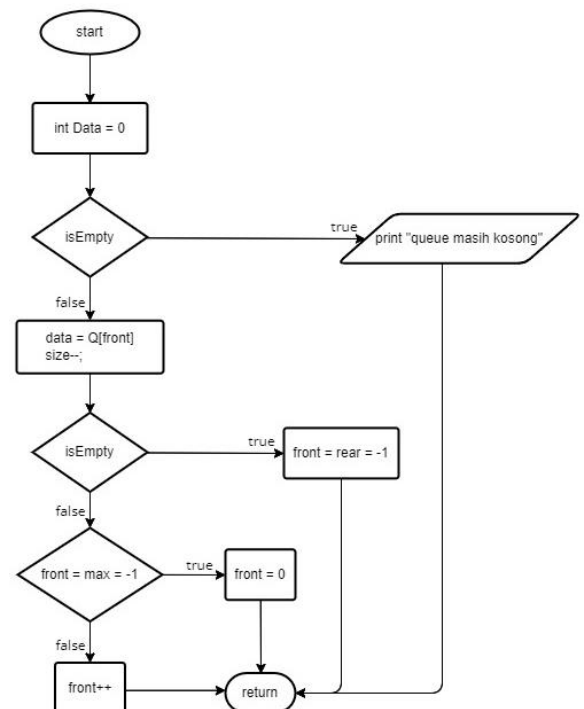 start
int Data = 0
isEmpty
true
print "queue masih kosong"
false
data = Q[front]
size--;
isEmpty
true
front = rear = -1
false
front = max = -1
true
front = 0
false
front++
return